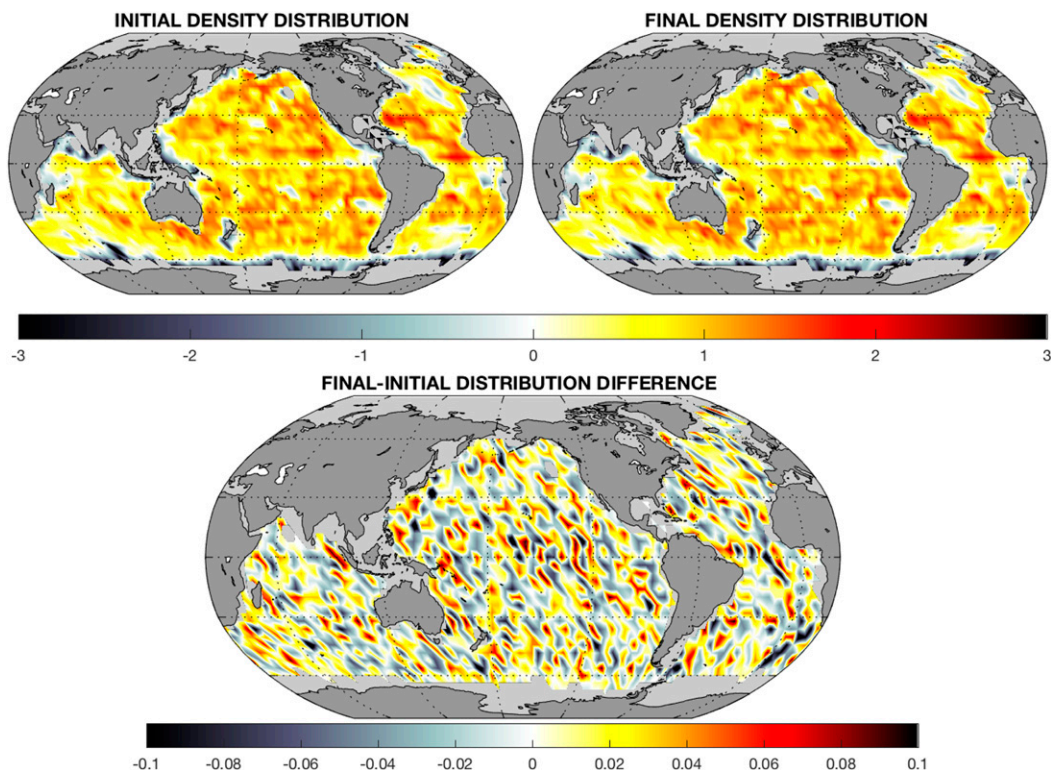 INITIAL DENSITY DISTRIBUTION
FINAL DENSITY DISTRIBUTION
-3 -2 -1 0 1 2 3
FINAL-INITIAL DISTRIBUTION DIFFERENCE
-0.1 -0.08 -0.06 -0.04 -0.02 0 0.02 0.04 0.06 0.08 0.1